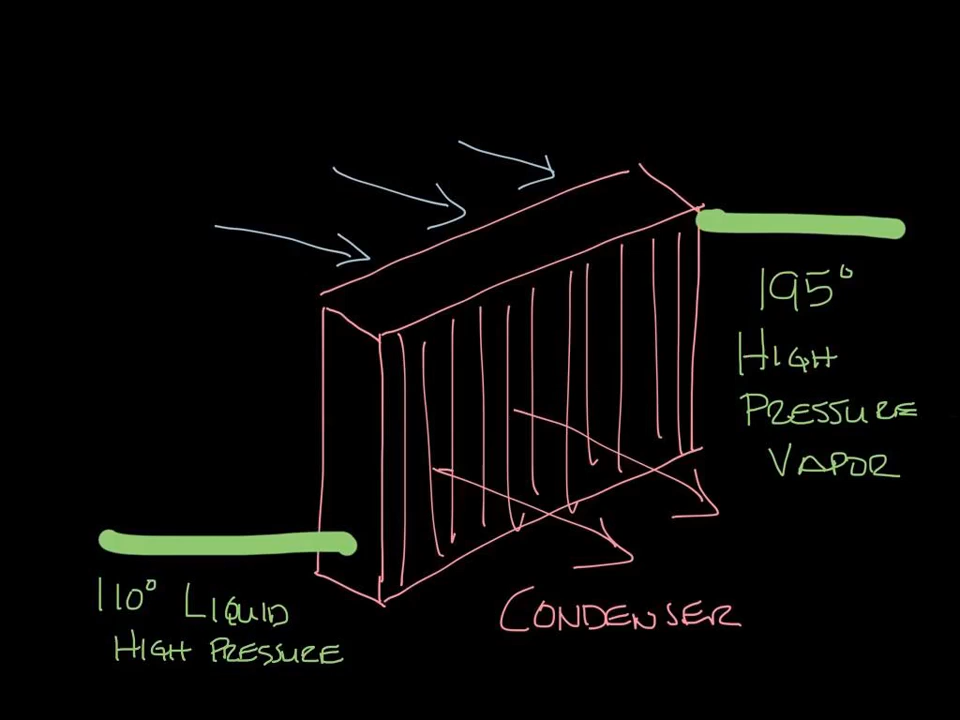 195°
HIGH
PRESSURE
VAPOR
110° LIQUID
HIGH PRESSURE
CONDENSER